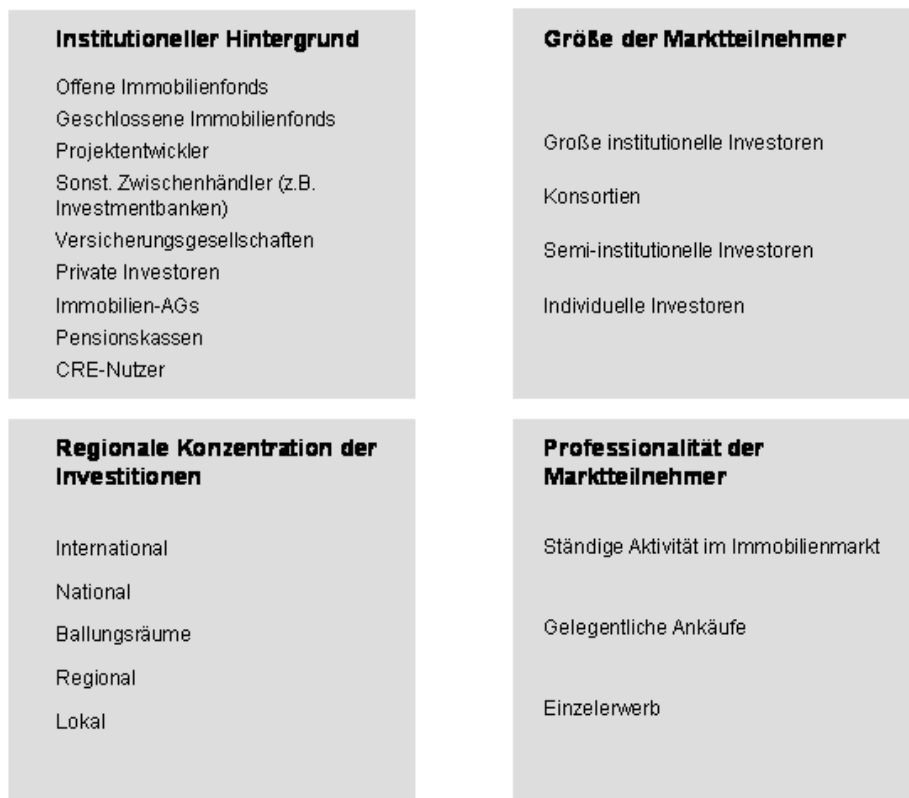 Institutioneller Hintergrund
Offene Immobilienfonds
Geschlossene Immobilienfonds
Projektentwickler
Sonst. Zwischenhändler (z.B.
Investmentbanken)
Versicherungsgesellschaften
Private Investoren
Immobilien-AGs
Pensionskassen
CRE-Nutzer
Größe der Marktteilnehmer
Große institutionelle Investoren
Konsortien
Semi-institutionelle Investoren
Individuelle Investoren
Regionale Konzentration der
Investitionen
International
National
Ballungsräume
Regional
Lokal
Professionalität der
Marktteilnehmer
Ständige Aktivität im Immobilienmarkt
Gelegentliche Ankäufe
Einzelerwerb